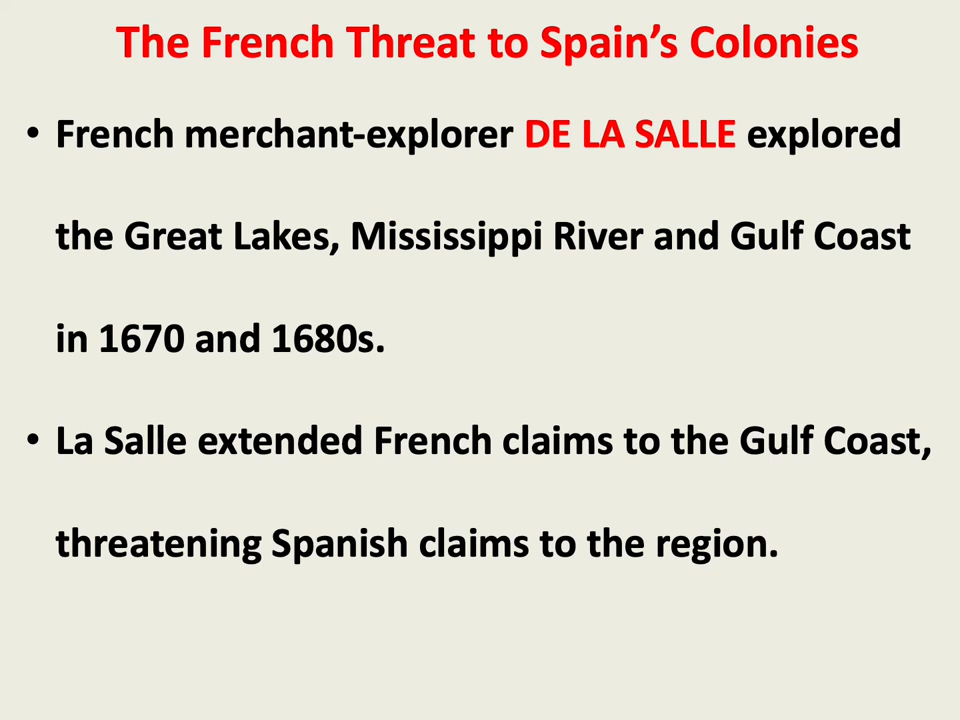 The French Threat to Spain’s Colonies
• French merchant-explorer DE LA SALLE explored
the Great Lakes, Mississippi River and Gulf Coast
in 1670 and 1680s.
• La Salle extended French claims to the Gulf Coast,
threatening Spanish claims to the region.